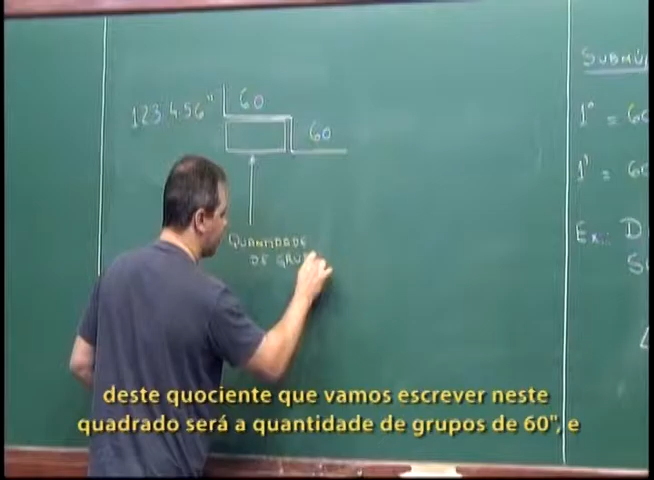 123 456" 60
60
QUANTIDADE
DE GRU
1° = 60
1' = 60
Ex.: D
deste quociente que vamos escrever neste
quadrado será a quantidade de grupos de 60", e